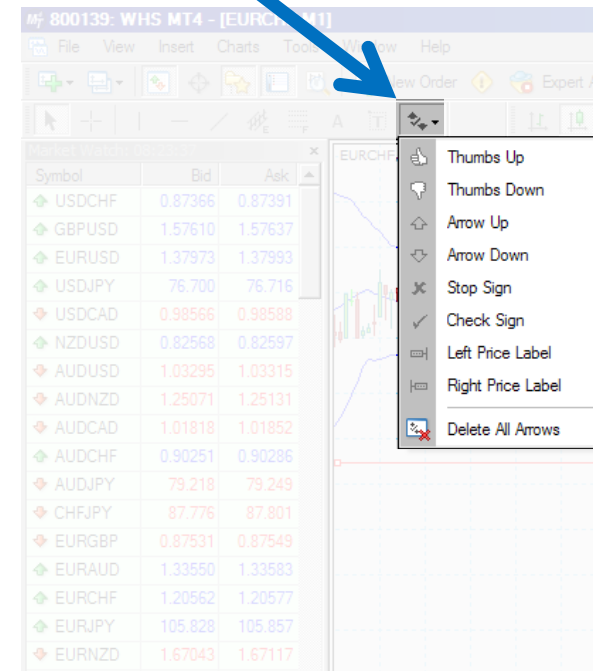 800139: WHS MT4 - [EURCH M1]
File View Insert Charts Tools Window Help
New Order Expert A
A T
Symbol Bid Ask
USDCHF 0.87366 0.87391
GBPUSD 1.57610 1.57637
EURUSD 1.37973 1.37993
USDJPY 76.700 76.716
USDCAD 0.98566 0.98588
NZDUSD 0.82568 0.82597
AUDUSD 1.03295 1.03315
AUDNZD 1.25071 1.25131
AUDCAD 1.01818 1.01852
AUDCHF 0.90251 0.90286
AUDJPY 79.218 79.249
CHFJPY 87.776 87.801
EURGBP 0.87531 0.87549
EURAUD 1.33550 1.33583
EURCHF 1.20562 1.20577
EURJPY 105.828 105.857
EURNZD 1.67043 1.67117
EURCHF
Thumbs Up
Thumbs Down
Arrow Up
Arrow Down
Stop Sign
Check Sign
Left Price Label
Right Price Label
Delete All Arrows